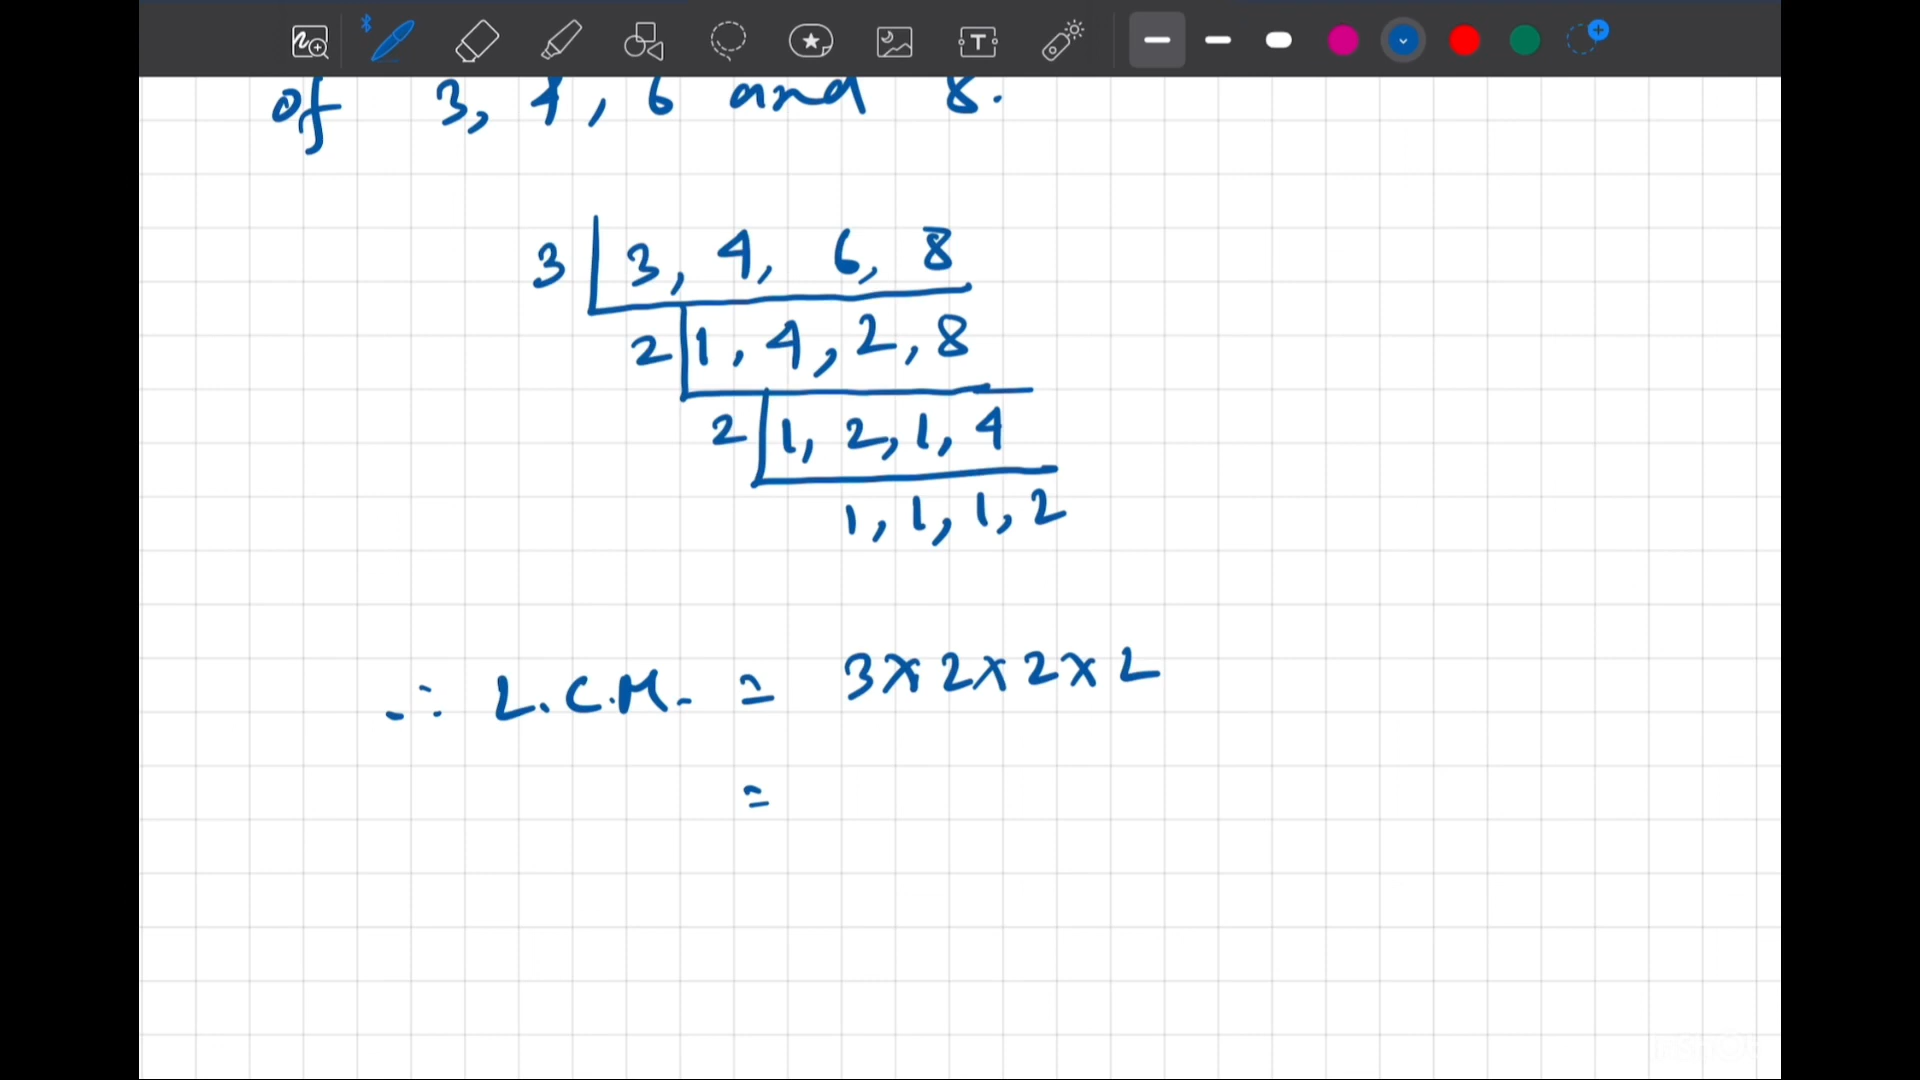 of 3, 4, 6 and 8.
3 3, 4, 6, 8
2 1, 4, 2, 8
2 1, 2, 1, 4
1, 1, 1, 2
∴ L.C.M. = 3×2×2×2
=